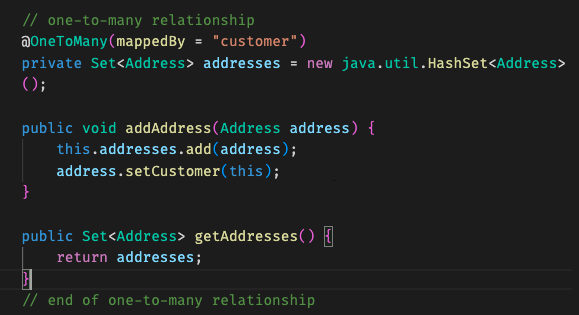 // one-to-many relationship
@OneToMany(mappedBy = "customer")
private Set<Address> addresses = new java.util.HashSet<Address>
();
public void addAddress(Address address) {
this.addresses.add(address);
address.setCustomer(this);
}
public Set<Address> getAddresses() {
return addresses;
}
// end of one-to-many relationship